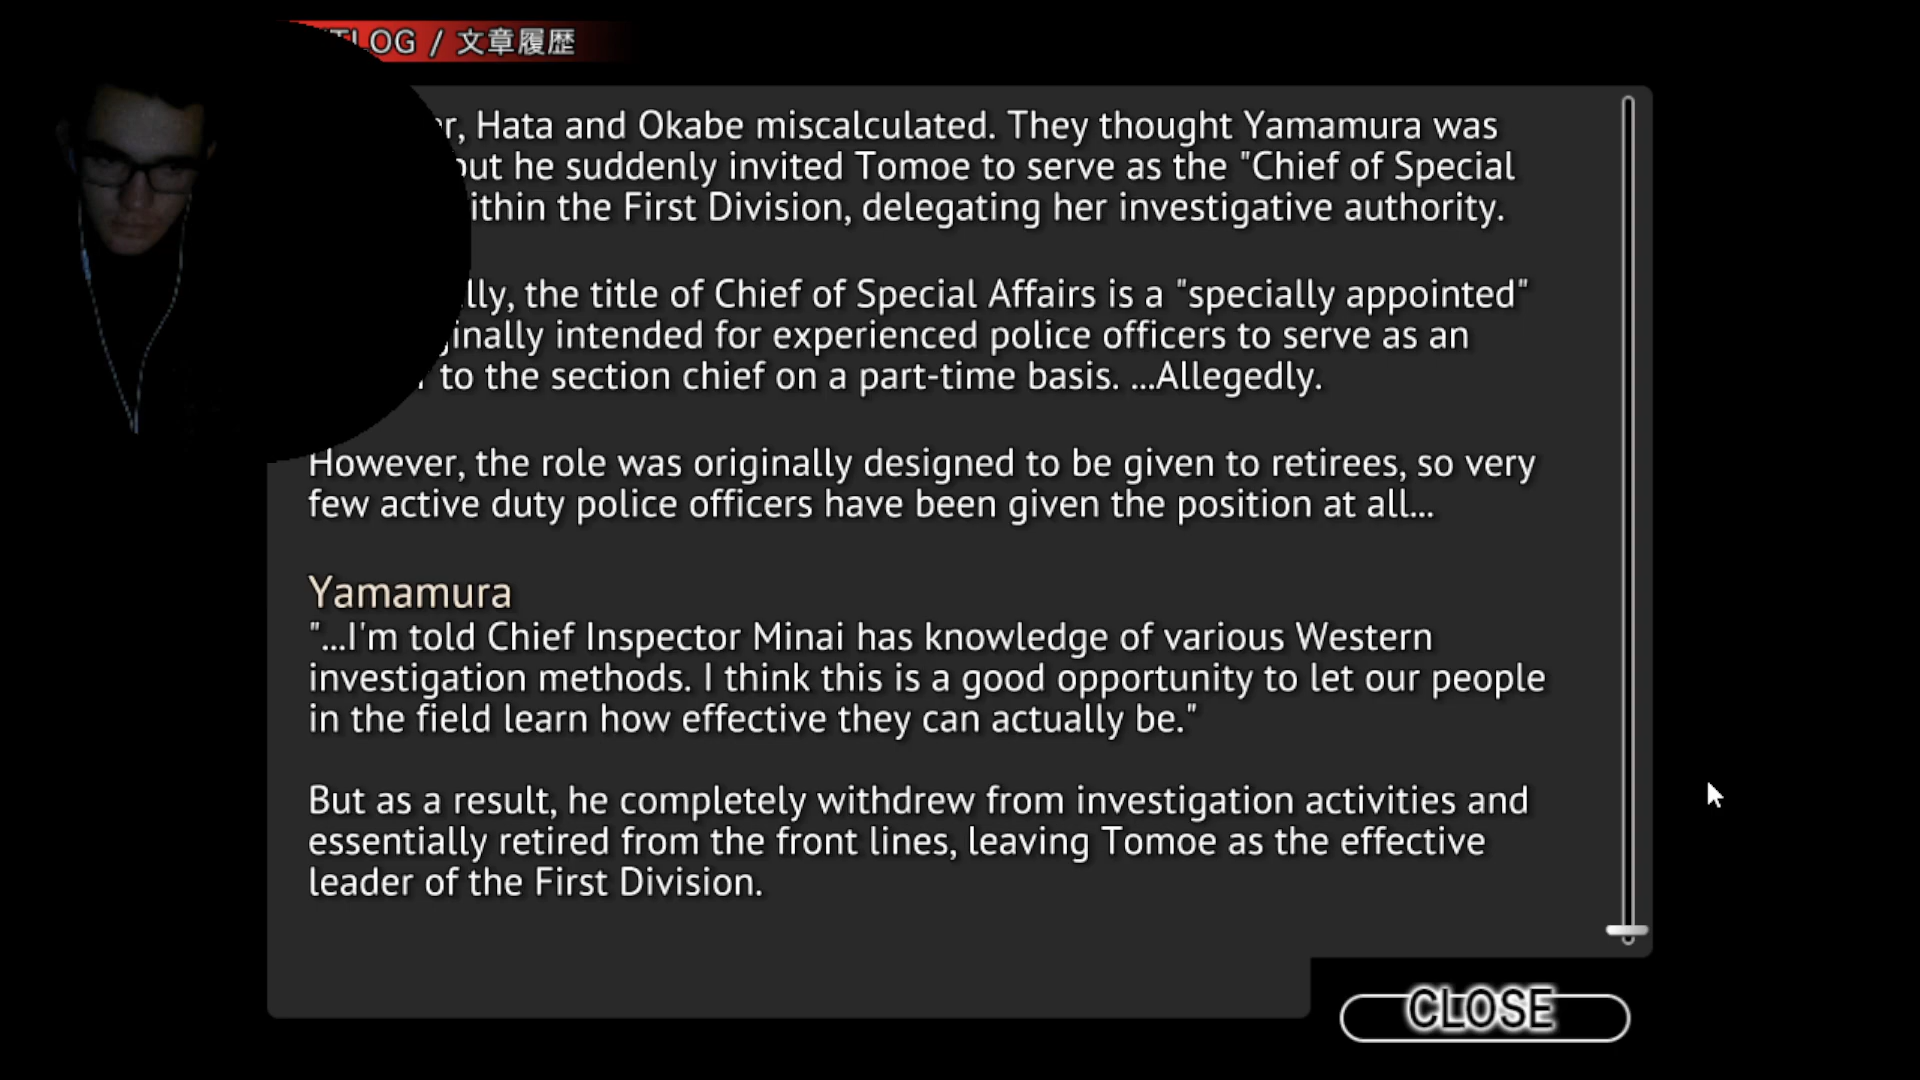 LOG / 文章履歴
Hata and Okabe miscalculated. They thought Yamamura was
but he suddenly invited Tomoe to serve as the "Chief of Special
within the First Division, delegating her investigative authority.
the title of Chief of Special Affairs is a "specially appointed"
originally intended for experienced police officers to serve as an
to the section chief on a part-time basis. ...Allegedly.
However, the role was originally designed to be given to retirees, so very
few active duty police officers have been given the position at all...
Yamamura
"...I'm told Chief Inspector Minai has knowledge of various Western
investigation methods. I think this is a good opportunity to let our people
in the field learn how effective they can actually be."
But as a result, he completely withdrew from investigation activities and
essentially retired from the front lines, leaving Tomoe as the effective
leader of the First Division.
CLOSE